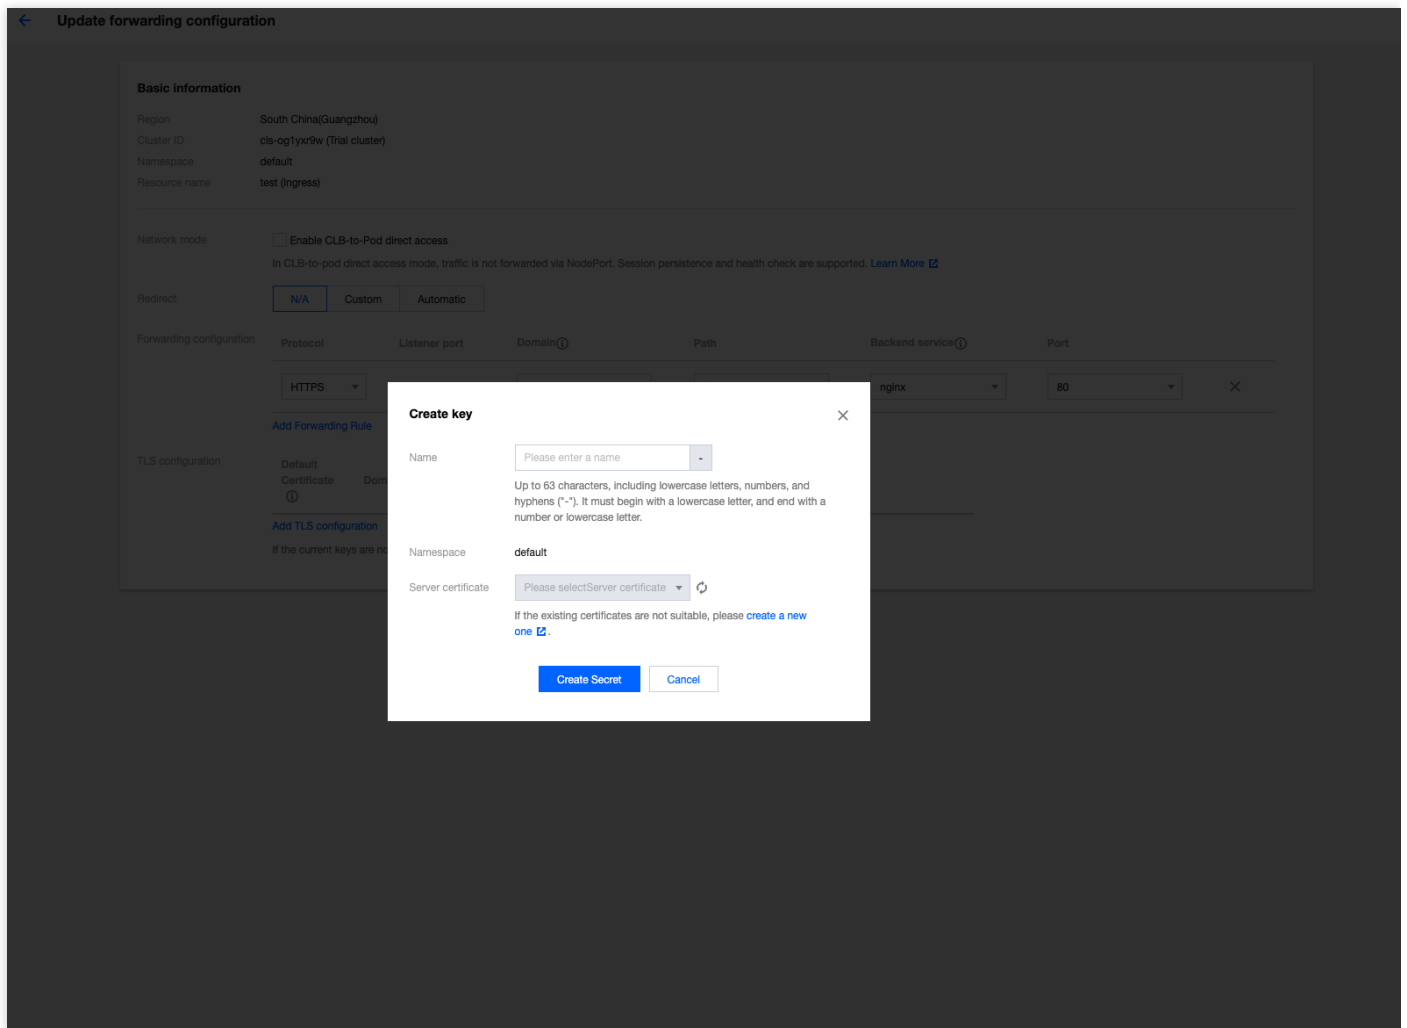 Update forwarding configuration
Basic information
Region South China(Guangzhou)
Cluster ID cls-og1yxr9w (Trial cluster)
Namespace default
Resource name test (Ingress)
Network mode Enable CLB-to-Pod direct access
In CLB-to-pod direct access mode, traffic is not forwarded via NodePort. Session persistence and health check are supported. Learn More
Redirect N/A Custom Automatic
Forwarding configuration Protocol Listener port Domain Path Backend service Port
HTTPS nginx 80
Add Forwarding Rule
TLS configuration Default
Certificate Dom
Add TLS configuration
If the current keys are no
Create key
Name Please enter a name -
Up to 63 characters, including lowercase letters, numbers, and
hyphens ("-"). It must begin with a lowercase letter, and end with a
number or lowercase letter.
Namespace default
Server certificate Please selectServer certificate
If the existing certificates are not suitable, please create a new
one .
Create Secret Cancel